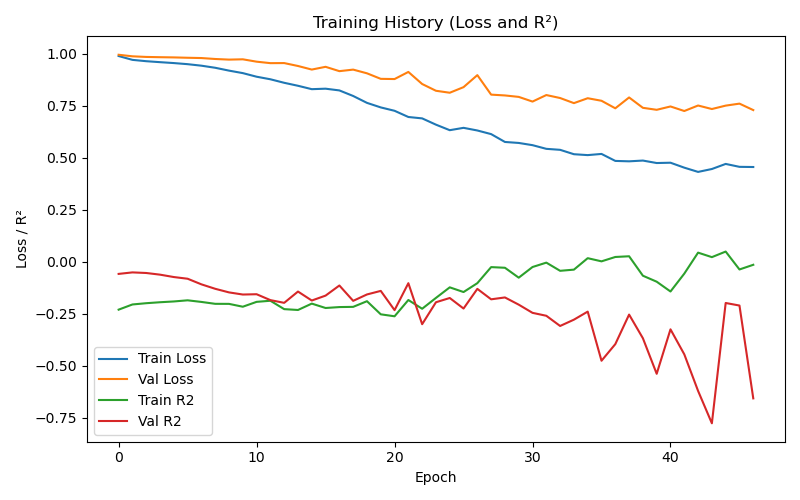 Training History (Loss and R²)
Loss / R²
1.00
0.75
0.50
0.25
0.00
−0.25
−0.50
−0.75
Train Loss
Val Loss
Train R2
Val R2
0 10 20 30 40
Epoch